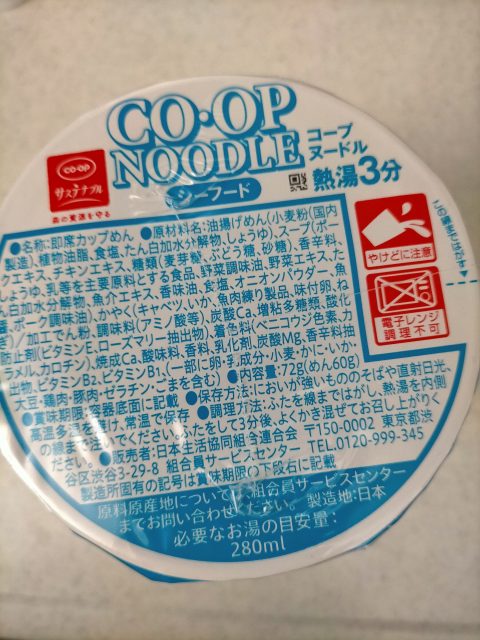 CO・OP
NOODLE
コープ
ヌードル
シーフード
熱湯3分
co・op
サステナブル
森の資源を守る
この線まで注ぐ
やけどに注意
電子レンジ
調理不可
●名称:即席カップめん ●原材料名:油揚げめん(小麦粉(国内
製造)、植物油脂、食塩、たん白加水分解物、しょうゆ)、スープ(ポー
クエキス、チキンエキス、糖類(麦芽糖、ぶどう糖、砂糖)、香辛料、
しょうゆ、乳等を主要原料とする食品、野菜調味油、野菜エキス、た
ん白加水分解物、魚介エキス、香味油、食塩、オニオンパウダー、魚
醤、ポーク調味油)、かやく(キャベツ、いか、魚肉練り製品、味付卵、ね
ぎ)/加工でん粉、調味料(アミノ酸等)、炭酸Ca、増粘多糖類、酸化
防止剤(ビタミンE、ローズマリー抽出物)、着色料(ベニコウジ色素、カ
ラメル、カロチン)、焼成Ca、酸味料、香料、乳化剤、炭酸Mg、香辛料抽
出物、ビタミンB2、ビタミンB1、(一部に卵・乳成分・小麦・かに・いか・
大豆・鶏肉・豚肉・ゼラチン・ごまを含む) ●内容量:72g(めん60g)
●賞味期限:容器底面に記載 ●保存方法:においが強いもののそばや直射日光、
高温多湿をさけ、常温で保存 ●調理方法:ふたを線まではがし、熱湯を内側
の線まで注いでください。ふたをして3分後、よくかき混ぜてお召し上がりく
ださい。 ●販売者:日本生活協同組合連合会 〒150-0002 東京都渋
谷区渋谷3-29-8 組合員サービスセンター TEL.0120-999-345
製造所固有の記号は賞味期限の下段右に記載
原料原産地については、組合員サービスセンター
までお問い合わせください。 製造地:日本
必要なお湯の目安量:
280ml